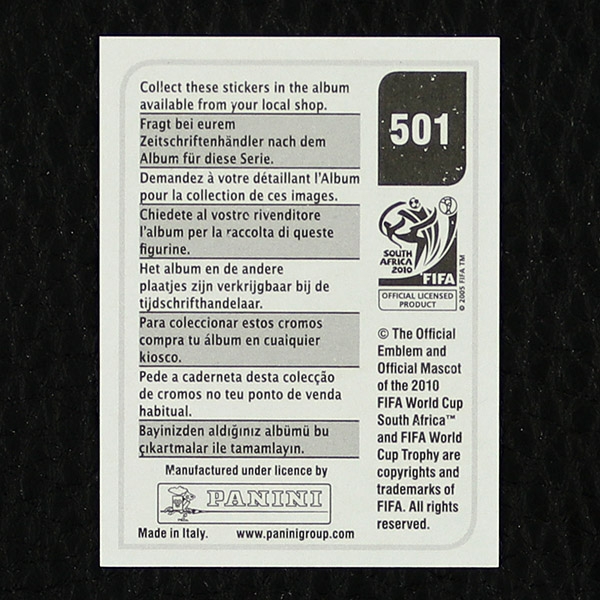 Collect these stickers in the album
available from your local shop.
Fragt bei eurem
Zeitschriftenhändler nach dem
Album für diese Serie.
Demandez à votre détaillant l'Album
pour la collection de ces images.
Chiedete al vostro rivenditore
l'album per la raccolta di queste
figurine.
Het album en de andere
plaatjes zijn verkrijgbaar bij de
tijdschrifthandelaar.
Para coleccionar estos cromos
compra tu álbum en cualquier
kiosco.
Pede a caderneta desta colecção
de cromos no teu ponto de venda
habitual.
Bayinizden aldığınız albümü bu
çıkartmalar ile tamamlayın.
Manufactured under licence by
PANINI
Made in Italy. www.paninigroup.com
501
SOUTH
AFRICA
2010
FIFA
© 2005 FIFA TM
OFFICIAL LICENSED
PRODUCT
© The Official
Emblem and
Official Mascot
of the 2010
FIFA World Cup
South Africa™
and FIFA World
Cup Trophy are
copyrights and
trademarks of
FIFA. All rights
reserved.